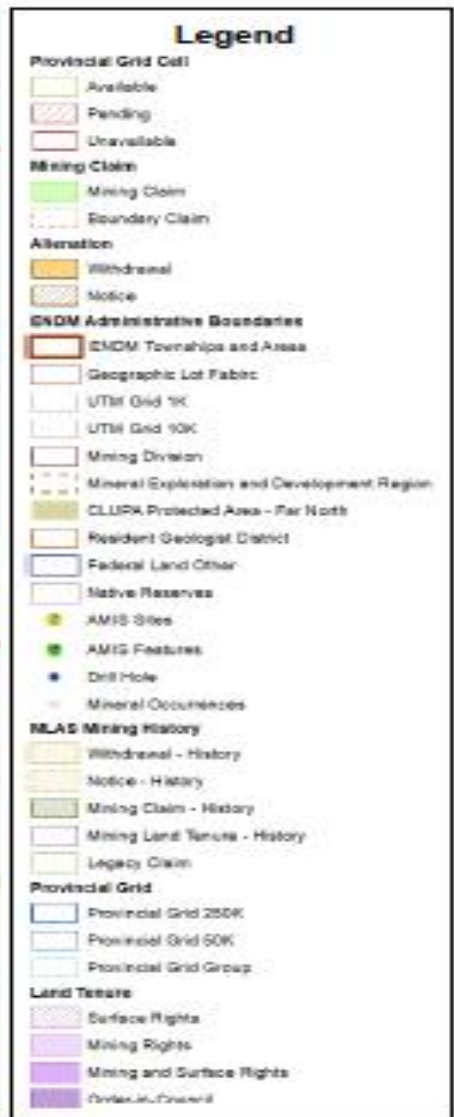 Legend
Provincial Grid Cell
Available
Pending
Unavailable
Mining Claim
Mining Claim
Boundary Claim
Alienation
Withdrawal
Notice
ENDM Administrative Boundaries
ENDM Townships and Areas
Geographic Lot Fabirc
UTM Grid 1K
UTM Grid 10K
Mining Division
Mineral Exploration and Development Region
CLUPA Protected Area - Far North
Resident Geologist District
Federal Land Other
Native Reserves
AMIS Sites
AMIS Features
Drill Hole
Mineral Occurrences
MLAS Mining History
Withdrawal - History
Notice - History
Mining Claim - History
Mining Land Tenure - History
Legacy Claim
Provincial Grid
Provincial Grid 250K
Provincial Grid 50K
Provincial Grid Group
Land Tenure
Surface Rights
Mining Rights
Mining and Surface Rights
Order-in-Council